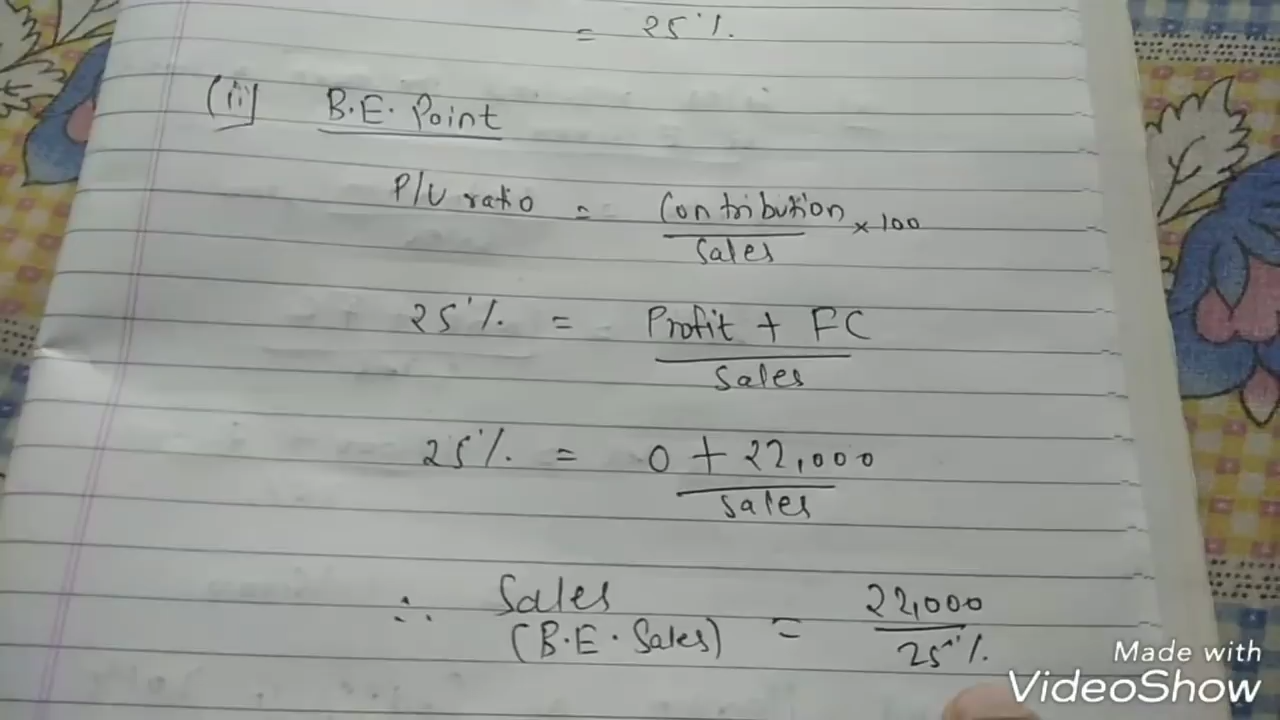 = 25%
(ii) B.E. Point
P/V ratio = Contribution / Sales × 100
25% = Profit + FC / Sales
25% = 0 + 22,000 / Sales
∴ Sales (B.E. Sales) = 22,000 / 25%
Made with
VideoShow